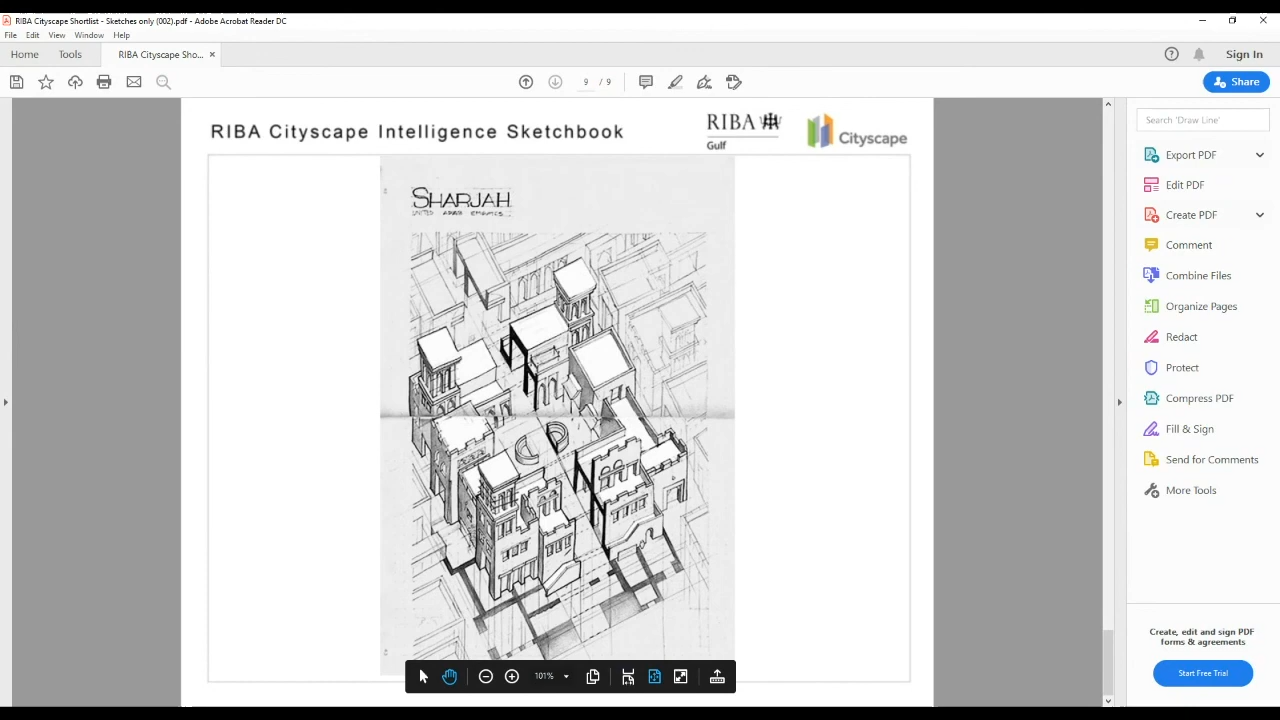 RIBA Cityscape Shortlist - Sketches only (002).pdf - Adobe Acrobat Reader DC
File Edit View Window Help
Home Tools RIBA Cityscape Sho... × Sign In
9 / 9 Share
RIBA Cityscape Intelligence Sketchbook
RIBA
Gulf
Cityscape
SHARJAH
UNITED ARAB EMIRATES
101%
Search 'Draw Line'
Export PDF
Edit PDF
Create PDF
Comment
Combine Files
Organize Pages
Redact
Protect
Compress PDF
Fill & Sign
Send for Comments
More Tools
Create, edit and sign PDF
forms & agreements
Start Free Trial